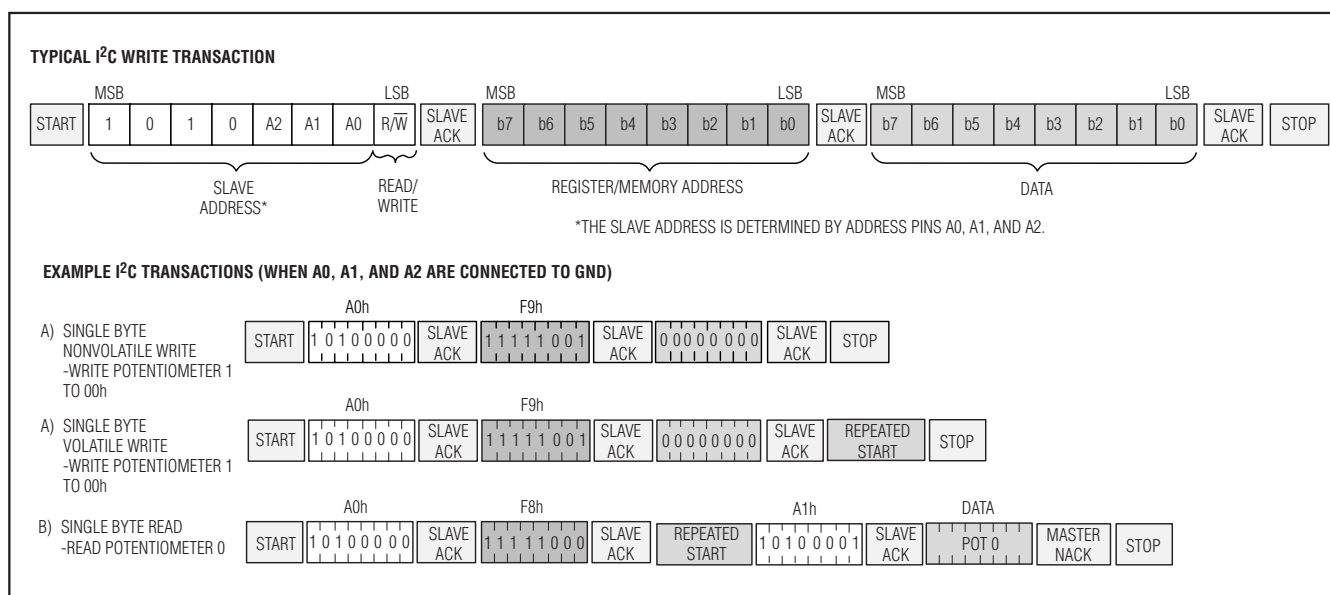 TYPICAL I2C WRITE TRANSACTION
MSB LSB MSB LSB MSB LSB
START 1 0 1 0 A2 A1 A0 R/W̅ SLAVE ACK b7 b6 b5 b4 b3 b2 b1 b0 SLAVE ACK b7 b6 b5 b4 b3 b2 b1 b0 SLAVE ACK STOP
SLAVE ADDRESS* READ/WRITE REGISTER/MEMORY ADDRESS DATA
*THE SLAVE ADDRESS IS DETERMINED BY ADDRESS PINS A0, A1, AND A2.
EXAMPLE I2C TRANSACTIONS (WHEN A0, A1, AND A2 ARE CONNECTED TO GND)
A0h F9h
A) SINGLE BYTE
NONVOLATILE WRITE
-WRITE POTENTIOMETER 1
TO 00h
START 1 0 1 0 0 0 0 0 SLAVE ACK 1 1 1 1 1 0 0 1 SLAVE ACK 0 0 0 0 0 0 0 0 SLAVE ACK STOP
A0h F9h
A) SINGLE BYTE
VOLATILE WRITE
-WRITE POTENTIOMETER 1
TO 00h
START 1 0 1 0 0 0 0 0 SLAVE ACK 1 1 1 1 1 0 0 1 SLAVE ACK 0 0 0 0 0 0 0 0 SLAVE ACK REPEATED START STOP
A0h F8h A1h DATA
B) SINGLE BYTE READ
-READ POTENTIOMETER 0
START 1 0 1 0 0 0 0 0 SLAVE ACK 1 1 1 1 1 0 0 0 SLAVE ACK REPEATED START 1 0 1 0 0 0 0 1 SLAVE ACK POT 0 MASTER NACK STOP